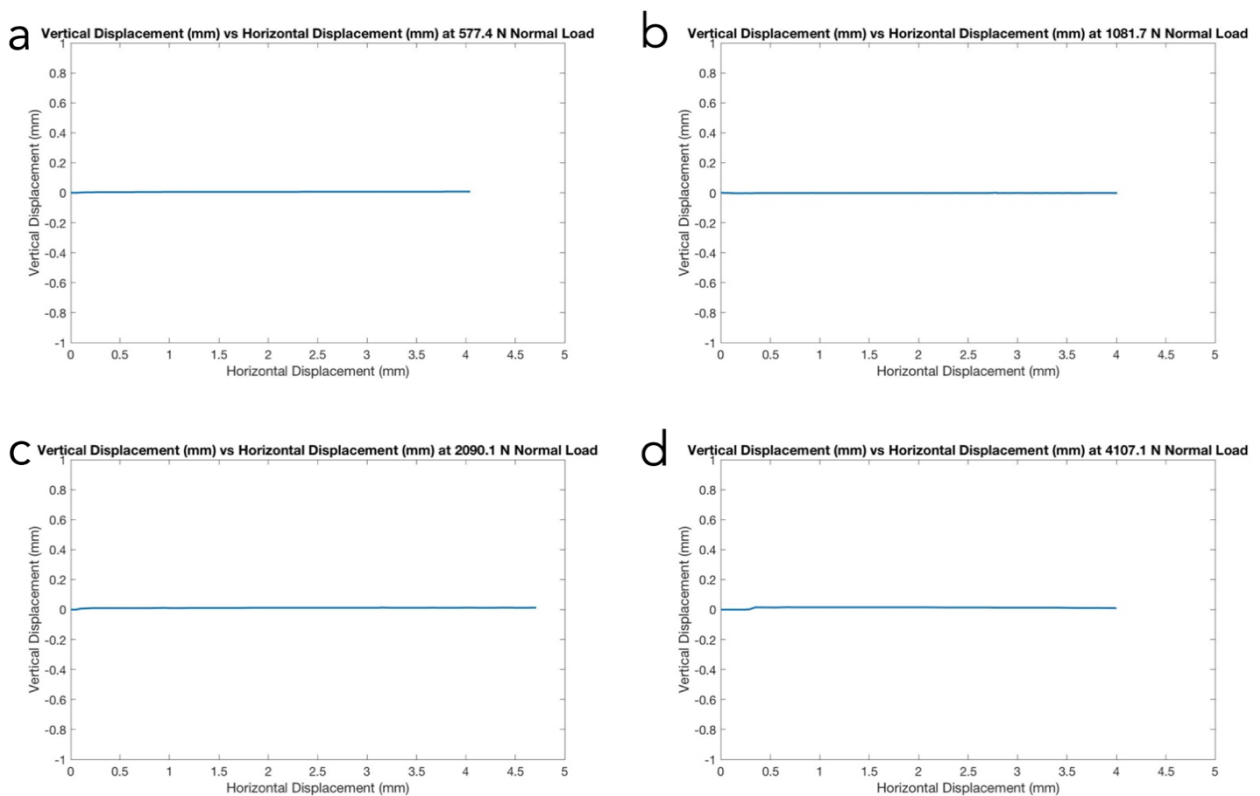 a
Vertical Displacement (mm) vs Horizontal Displacement (mm) at 577.4 N Normal Load
1
0.8
0.6
0.4
0.2
0
-0.2
-0.4
-0.6
-0.8
-1
Vertical Displacement (mm)
0 0.5 1 1.5 2 2.5 3 3.5 4 4.5 5
Horizontal Displacement (mm)
b
Vertical Displacement (mm) vs Horizontal Displacement (mm) at 1081.7 N Normal Load
1
0.8
0.6
0.4
0.2
0
-0.2
-0.4
-0.6
-0.8
-1
Vertical Displacement (mm)
0 0.5 1 1.5 2 2.5 3 3.5 4 4.5 5
Horizontal Displacement (mm)
c
Vertical Displacement (mm) vs Horizontal Displacement (mm) at 2090.1 N Normal Load
1
0.8
0.6
0.4
0.2
0
-0.2
-0.4
-0.6
-0.8
-1
Vertical Displacement (mm)
0 0.5 1 1.5 2 2.5 3 3.5 4 4.5 5
Horizontal Displacement (mm)
d
Vertical Displacement (mm) vs Horizontal Displacement (mm) at 4107.1 N Normal Load
1
0.8
0.6
0.4
0.2
0
-0.2
-0.4
-0.6
-0.8
-1
Vertical Displacement (mm)
0 0.5 1 1.5 2 2.5 3 3.5 4 4.5 5
Horizontal Displacement (mm)